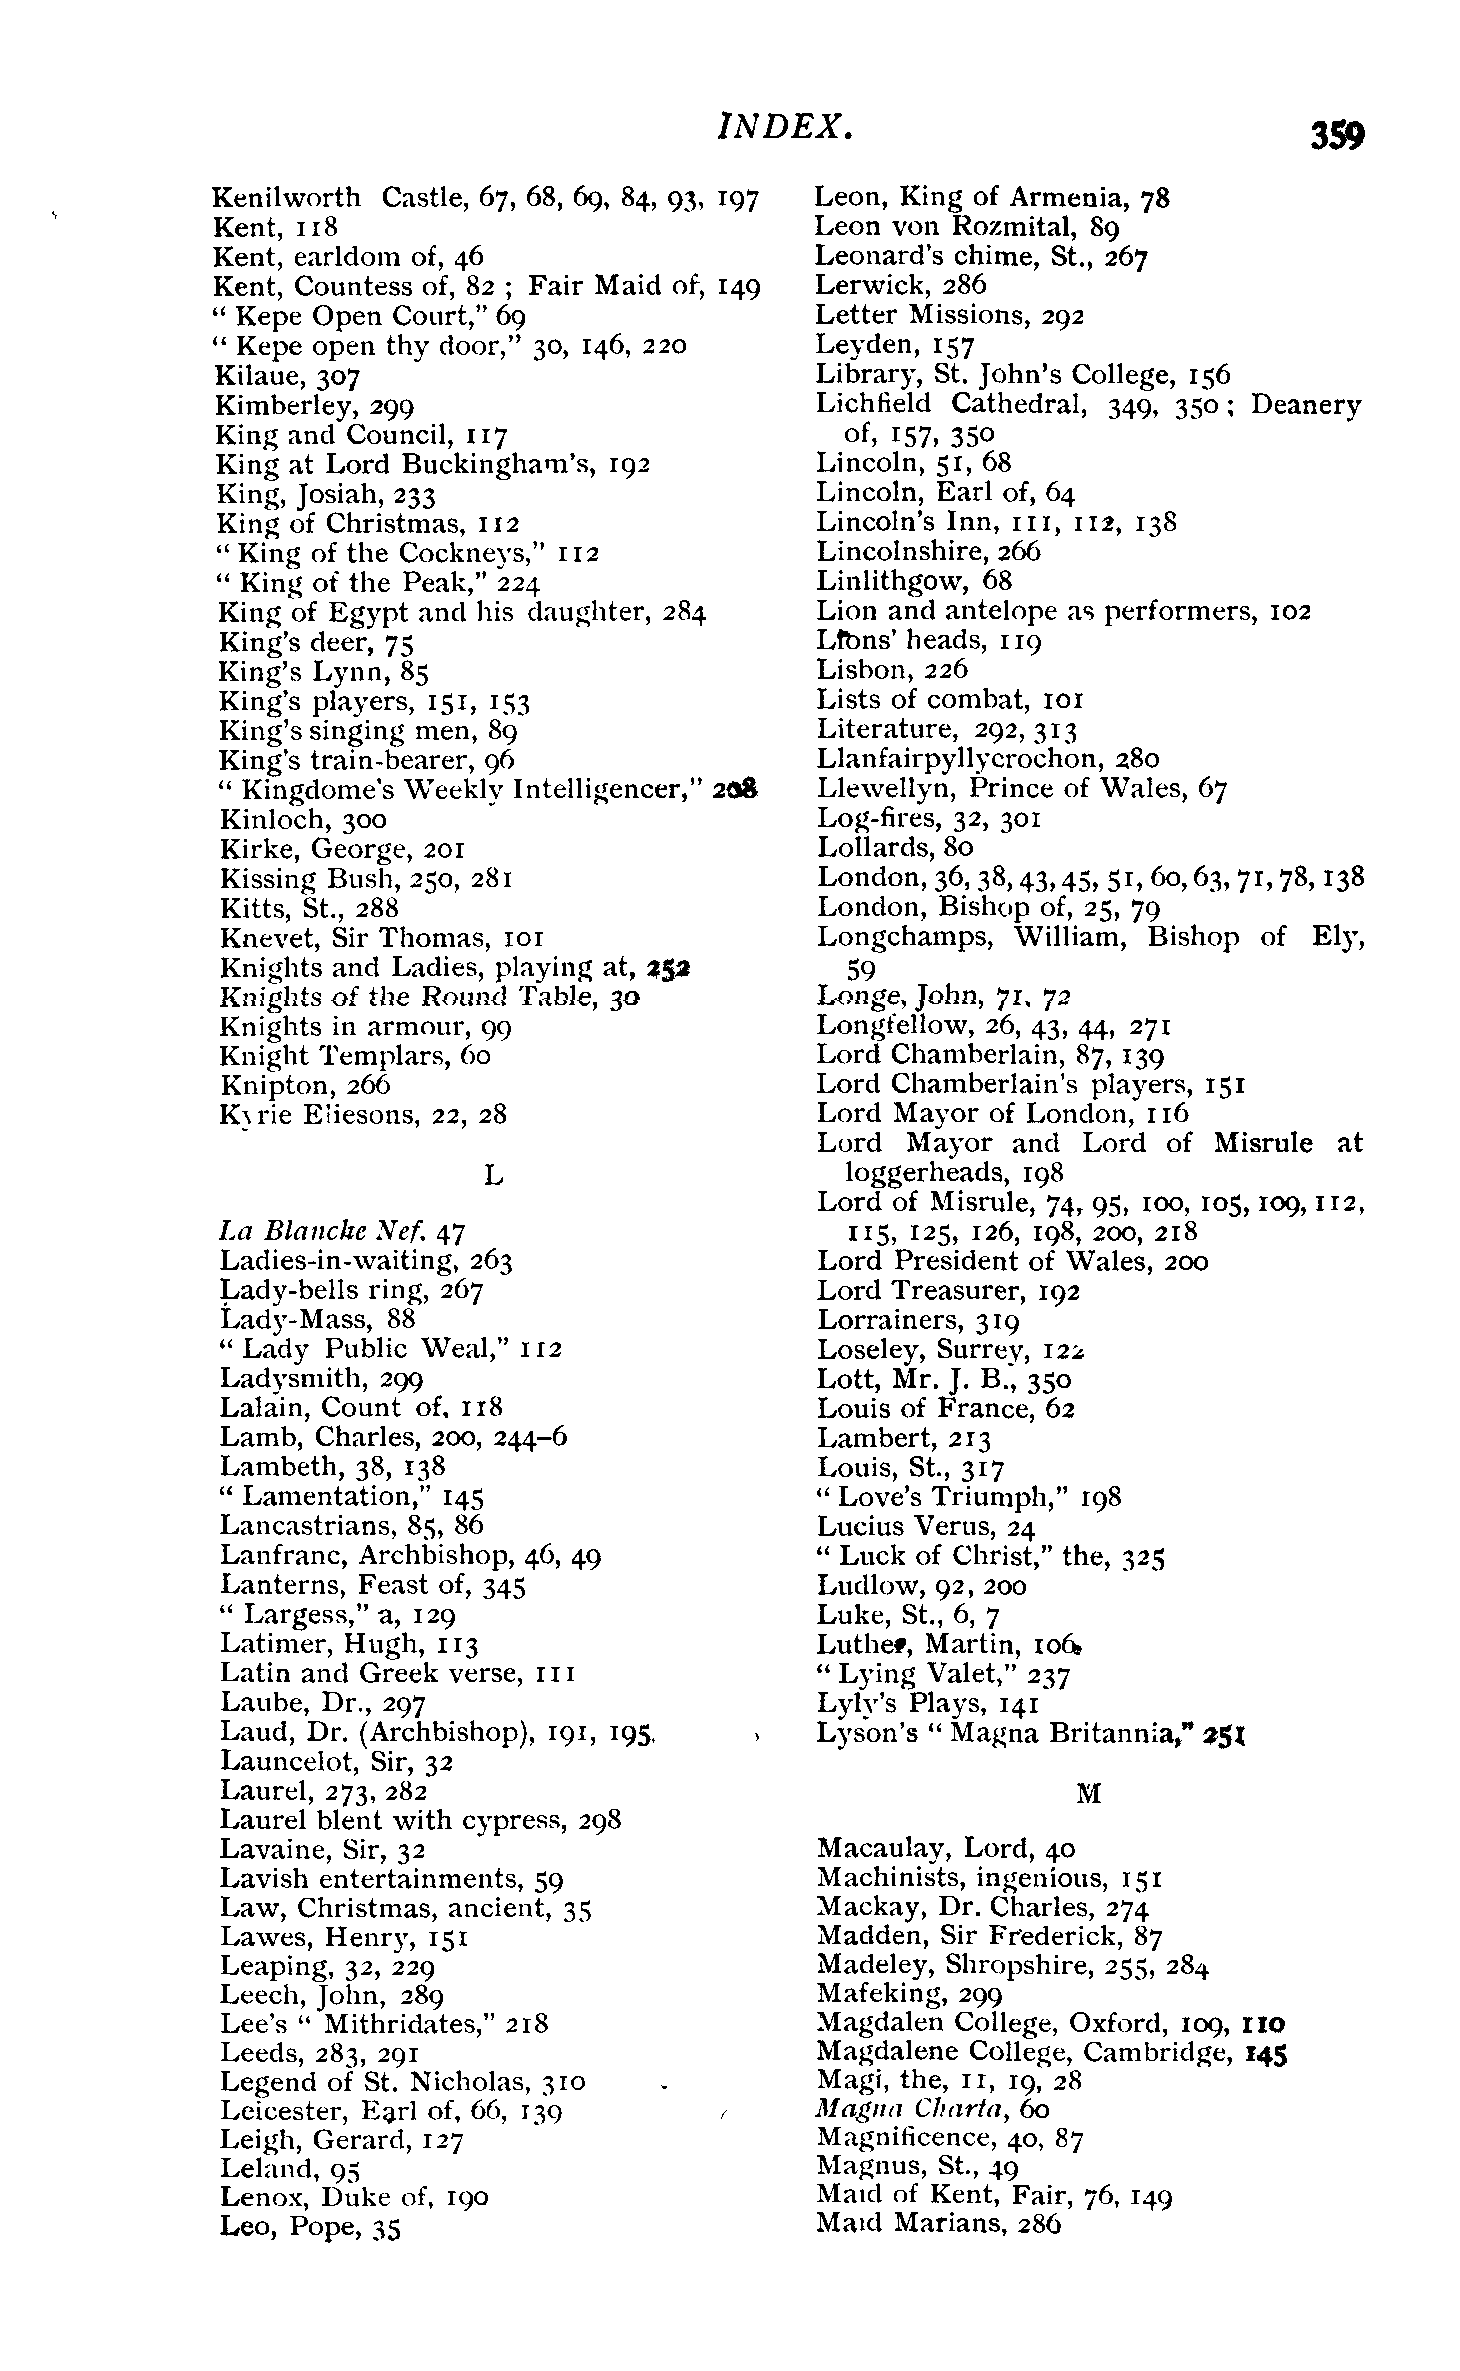 INDEX.
359
Kenilworth Castle, 67, 68, 69, 84, 93, 197
Kent, 118
Kent, earldom of, 46
Kent, Countess of, 82 ; Fair Maid of, 149
“ Kepe Open Court,” 69
“ Kepe open thy door,” 30, 146, 220
Kilaue, 307
Kimberley, 299
King and Council, 117
King at Lord Buckingham's, 192
King, Josiah, 233
King of Christmas, 112
“ King of the Cockneys,” 112
“ King of the Peak,” 224
King of Egypt and his daughter, 284
King's deer, 75
King's Lynn, 85
King's players, 151, 153
King's singing men, 89
King's train-bearer, 96
“ Kingdome's Weekly Intelligencer,” 208
Kinloch, 300
Kirke, George, 201
Kissing Bush, 250, 281
Kitts, St., 288
Knevet, Sir Thomas, 101
Knights and Ladies, playing at, 252
Knights of the Round Table, 30
Knights in armour, 99
Knight Templars, 60
Knipton, 266
Kyrie Eliesons, 22, 28
L
La Blanche Nef. 47
Ladies-in-waiting, 263
Lady-bells ring, 267
Lady-Mass, 88
“ Lady Public Weal,” 112
Ladysmith, 299
Lalain, Count of, 118
Lamb, Charles, 200, 244–6
Lambeth, 38, 138
“ Lamentation,” 145
Lancastrians, 85, 86
Lanfranc, Archbishop, 46, 49
Lanterns, Feast of, 345
“ Largess,” a, 129
Latimer, Hugh, 113
Latin and Greek verse, 111
Laube, Dr., 297
Laud, Dr. (Archbishop), 191, 195.
Launcelot, Sir, 32
Laurel, 273, 282
Laurel blent with cypress, 298
Lavaine, Sir, 32
Lavish entertainments, 59
Law, Christmas, ancient, 35
Lawes, Henry, 151
Leaping, 32, 229
Leech, John, 289
Lee's “ Mithridates,” 218
Leeds, 283, 291
Legend of St. Nicholas, 310
Leicester, Earl of, 66, 139
Leigh, Gerard, 127
Leland, 95
Lenox, Duke of, 190
Leo, Pope, 35
Leon, King of Armenia, 78
Leon von Rozmital, 89
Leonard's chime, St., 267
Lerwick, 286
Letter Missions, 292
Leyden, 157
Library, St. John's College, 156
Lichfield Cathedral, 349, 350 ; Deanery
of, 157, 350
Lincoln, 51, 68
Lincoln, Earl of, 64
Lincoln's Inn, 111, 112, 138
Lincolnshire, 266
Linlithgow, 68
Lion and antelope as performers, 102
Lions' heads, 119
Lisbon, 226
Lists of combat, 101
Literature, 292, 313
Llanfairpyllycrochon, 280
Llewellyn, Prince of Wales, 67
Log-fires, 32, 301
Lollards, 80
London, 36, 38, 43, 45, 51, 60, 63, 71, 78, 138
London, Bishop of, 25, 79
Longchamps, William, Bishop of Ely,
59
Longe, John, 71, 72
Longfellow, 26, 43, 44, 271
Lord Chamberlain, 87, 139
Lord Chamberlain's players, 151
Lord Mayor of London, 116
Lord Mayor and Lord of Misrule at
loggerheads, 198
Lord of Misrule, 74, 95, 100, 105, 109, 112,
115, 125, 126, 198, 200, 218
Lord President of Wales, 200
Lord Treasurer, 192
Lorrainers, 319
Loseley, Surrey, 122
Lott, Mr. J. B., 350
Louis of France, 62
Lambert, 213
Louis, St., 317
“ Love's Triumph,” 198
Lucius Verus, 24
“ Luck of Christ,” the, 325
Ludlow, 92, 200
Luke, St., 6, 7
Luther, Martin, 106
“ Lying Valet,” 237
Lyly's Plays, 141
Lyson's “ Magna Britannia,” 251
M
Macaulay, Lord, 40
Machinists, ingenious, 151
Mackay, Dr. Charles, 274
Madden, Sir Frederick, 87
Madeley, Shropshire, 255, 284
Mafeking, 299
Magdalen College, Oxford, 109, 110
Magdalene College, Cambridge, 145
Magi, the, 11, 19, 28
Magna Charta, 60
Magnificence, 40, 87
Magnus, St., 49
Maid of Kent, Fair, 76, 149
Maid Marians, 286